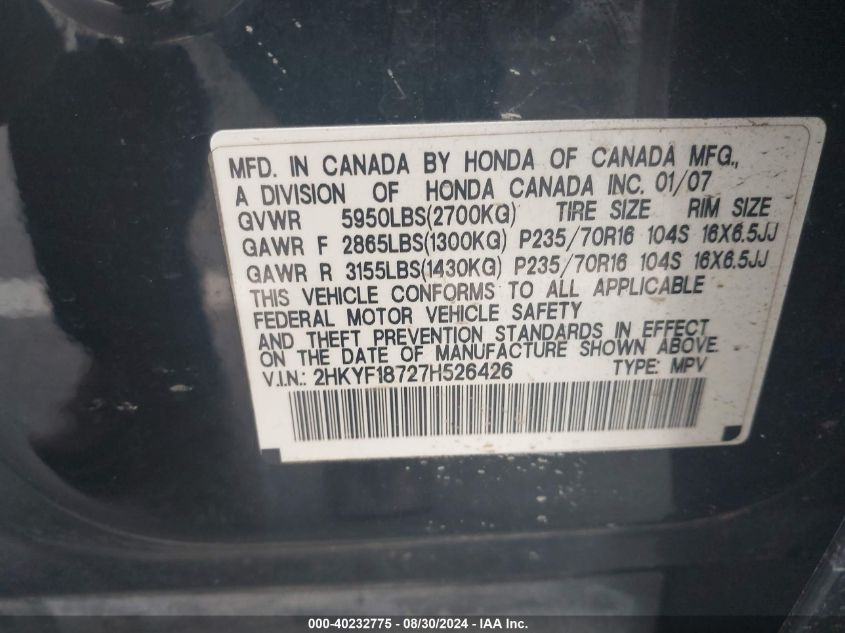 MFD. IN CANADA BY HONDA OF CANADA MFG.,
A DIVISION OF HONDA CANADA INC. 01/07
GVWR 5950LBS(2700KG) TIRE SIZE RIM SIZE
GAWR F 2865LBS(1300KG) P235/70R16 104S 16X6.5JJ
GAWR R 3155LBS(1430KG) P235/70R16 104S 16X6.5JJ
THIS VEHICLE CONFORMS TO ALL APPLICABLE
FEDERAL MOTOR VEHICLE SAFETY
AND THEFT PREVENTION STANDARDS IN EFFECT
ON THE DATE OF MANUFACTURE SHOWN ABOVE.
V.I.N.: 2HKYF18727H526426 TYPE: MPV
000-40232775 - 08/30/2024 - IAA Inc.